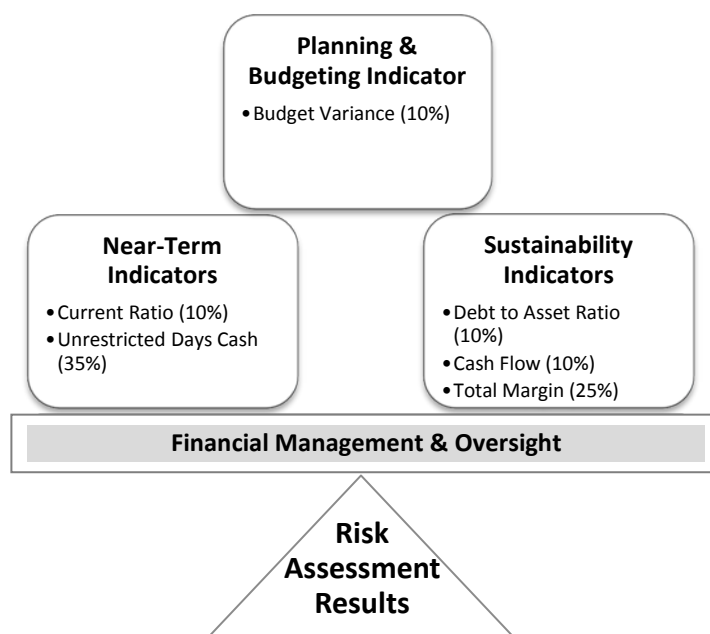 Planning &
Budgeting Indicator
•Budget Variance (10%)
Near-Term
Indicators
•Current Ratio (10%)
•Unrestricted Days Cash
(35%)
Sustainability
Indicators
•Debt to Asset Ratio
(10%)
•Cash Flow (10%)
•Total Margin (25%)
Financial Management & Oversight
Risk
Assessment
Results